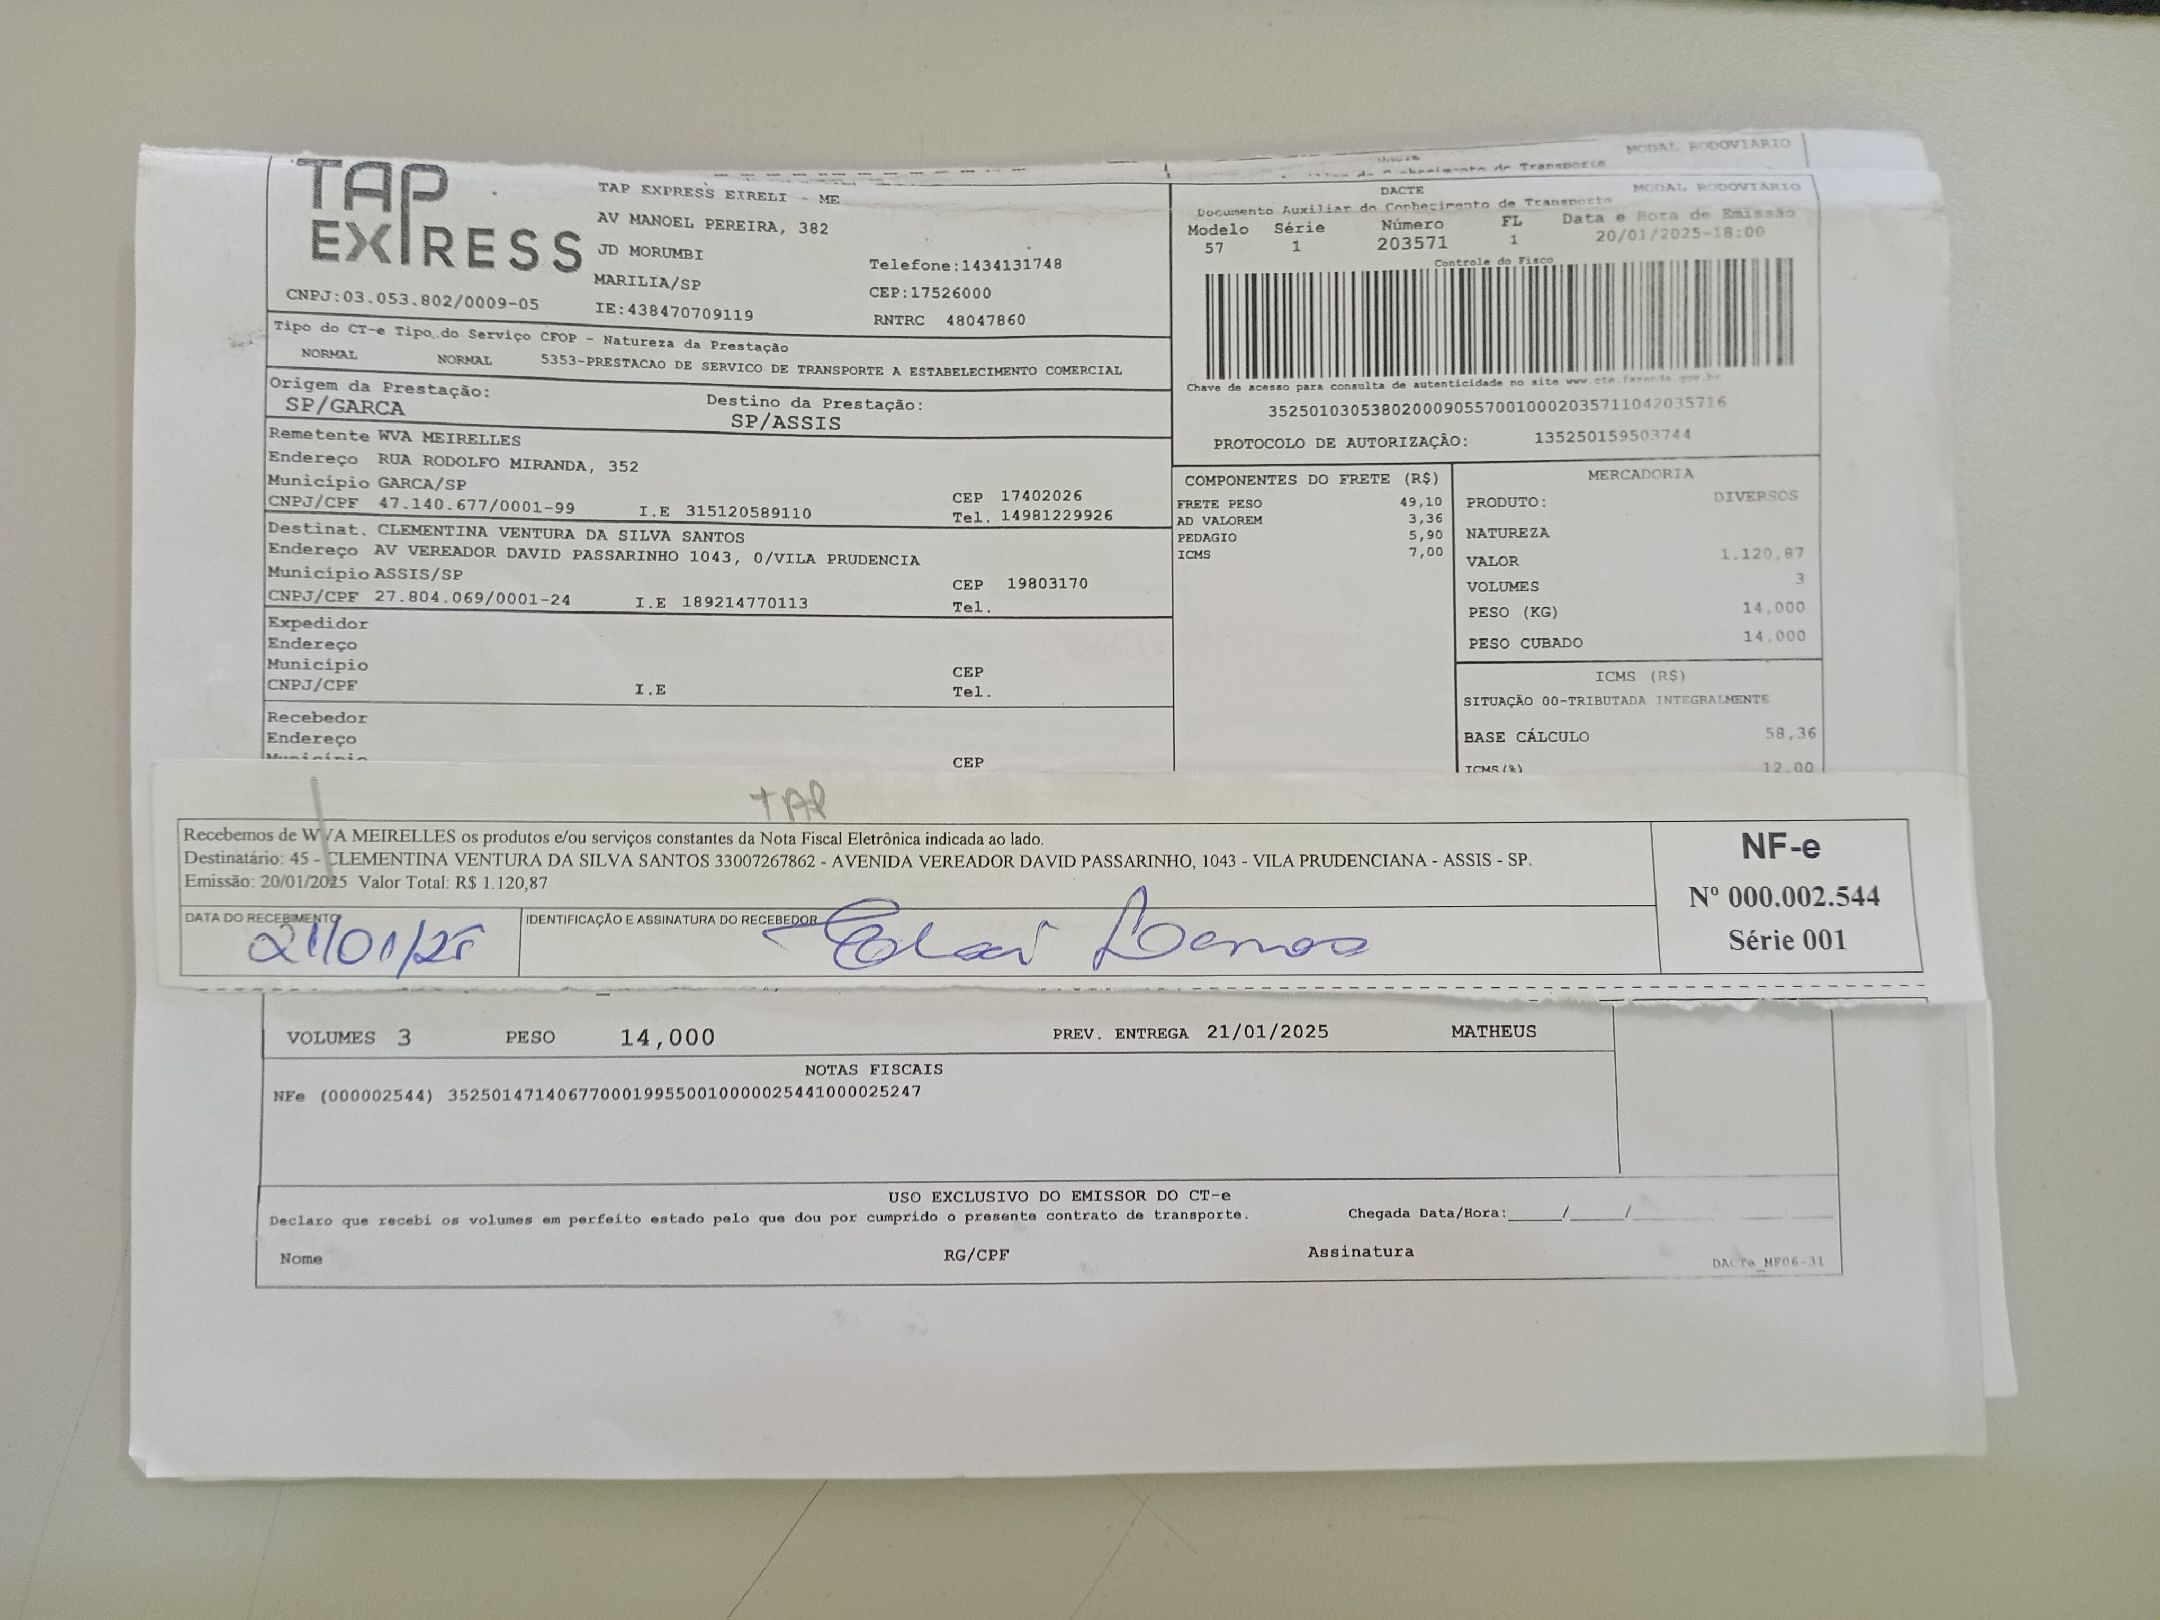 MODAL RODOVIÁRIO
de Transporte
TAP
EXPRESS
TAP EXPRESS EIRELI - ME
AV MANOEL PEREIRA, 382
JD MORUMBI
MARILIA/SP
Telefone:1434131748
CEP:17526000
CNPJ:03.053.802/0009-05
IE:438470709119
RNTRC 48047860
DACTE
MODAL RODOVIÁRIO
Documento Auxiliar do Conhecimento de Transporte
Modelo Série Número FL Data e Hora de Emissão
57 1 203571 1 20/01/2025-18:00
Controle do Fisco
Chave de acesso para consulta de autenticidade no site www.cte.fazenda.gov.br
35250103053802000905570010002035711042035716
PROTOCOLO DE AUTORIZAÇÃO: 135250159503744
Tipo do CT-e Tipo do Serviço CFOP - Natureza da Prestação
NORMAL NORMAL 5353-PRESTACAO DE SERVICO DE TRANSPORTE A ESTABELECIMENTO COMERCIAL
Origem da Prestação: Destino da Prestação:
SP/GARCA SP/ASSIS
Remetente WVA MEIRELLES
Endereço RUA RODOLFO MIRANDA, 352
Município GARCA/SP CEP 17402026
CNPJ/CPF 47.140.677/0001-99 I.E 315120589110 Tel. 14981229926
Destinat. CLEMENTINA VENTURA DA SILVA SANTOS
Endereço AV VEREADOR DAVID PASSARINHO 1043, 0/VILA PRUDENCIA
Município ASSIS/SP CEP 19803170
CNPJ/CPF 27.804.069/0001-24 I.E 189214770113 Tel.
Expedidor
Endereço
Município CEP
CNPJ/CPF I.E Tel.
Recebedor
Endereço
Município CEP
COMPONENTES DO FRETE (R$)
FRETE PESO 49,10
AD VALOREM 3,36
PEDAGIO 5,90
ICMS 7,00
MERCADORIA
PRODUTO: DIVERSOS
NATUREZA
VALOR 1.120,87
VOLUMES 3
PESO (KG) 14,000
PESO CUBADO 14,000
ICMS (R$)
SITUAÇÃO 00-TRIBUTADA INTEGRALMENTE
BASE CÁLCULO 58,36
ICMS(%) 12.00
TAP
Recebemos de WVA MEIRELLES os produtos e/ou serviços constantes da Nota Fiscal Eletrônica indicada ao lado.
Destinatário: 45 - CLEMENTINA VENTURA DA SILVA SANTOS 33007267862 - AVENIDA VEREADOR DAVID PASSARINHO, 1043 - VILA PRUDENCIANA - ASSIS - SP.
Emissão: 20/01/2025 Valor Total: R$ 1.120,87
DATA DO RECEBIMENTO
21/01/25
IDENTIFICAÇÃO E ASSINATURA DO RECEBEDOR
NF-e
Nº 000.002.544
Série 001
VOLUMES 3 PESO 14,000 PREV. ENTREGA 21/01/2025 MATHEUS
NOTAS FISCAIS
NFe (000002544) 35250147140677000199550010000025441000025247
USO EXCLUSIVO DO EMISSOR DO CT-e
Declaro que recebi os volumes em perfeito estado pelo que dou por cumprido o presente contrato de transporte. Chegada Data/Hora:_____/_____/_____
Nome RG/CPF Assinatura
DACTe_MF06-31